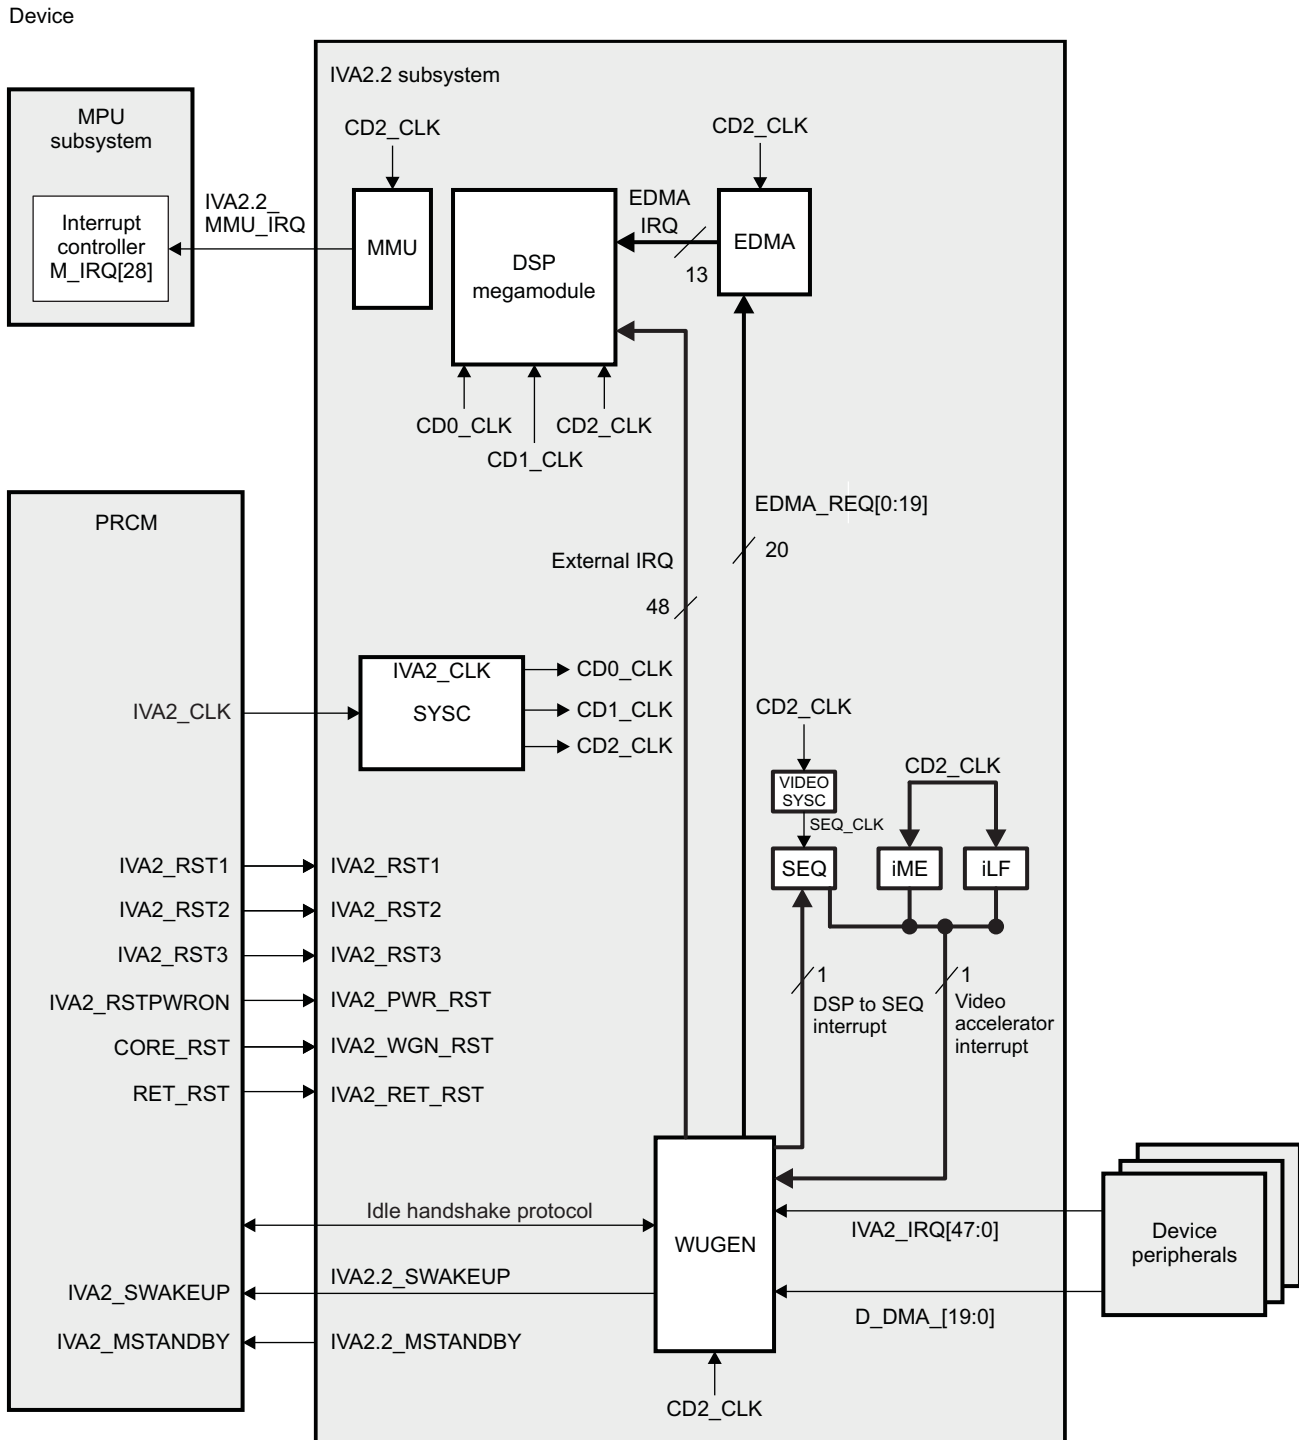 Device
IVA2.2 subsystem
MPU
subsystem
CD2_CLK
CD2_CLK
IVA2.2_
MMU_IRQ
Interrupt
controller
M_IRQ[28]
MMU
DSP
megamodule
EDMA
IRQ
13
EDMA
CD0_CLK
CD2_CLK
CD1_CLK
PRCM
EDMA_REQ[0:19]
20
External IRQ
48
IVA2_CLK
IVA2_CLK
SYSC
CD0_CLK
CD1_CLK
CD2_CLK
CD2_CLK
VIDEO
SYSC
SEQ_CLK
CD2_CLK
SEQ
iME
iLF
IVA2_RST1
IVA2_RST1
IVA2_RST2
IVA2_RST2
IVA2_RST3
IVA2_RST3
IVA2_RSTPWRON
IVA2_PWR_RST
CORE_RST
IVA2_WGN_RST
RET_RST
IVA2_RET_RST
1
DSP to SEQ
interrupt
1
Video
accelerator
interrupt
Idle handshake protocol
WUGEN
IVA2_IRQ[47:0]
Device
peripherals
IVA2_SWAKEUP
IVA2.2_SWAKEUP
D_DMA_[19:0]
IVA2_MSTANDBY
IVA2.2_MSTANDBY
CD2_CLK